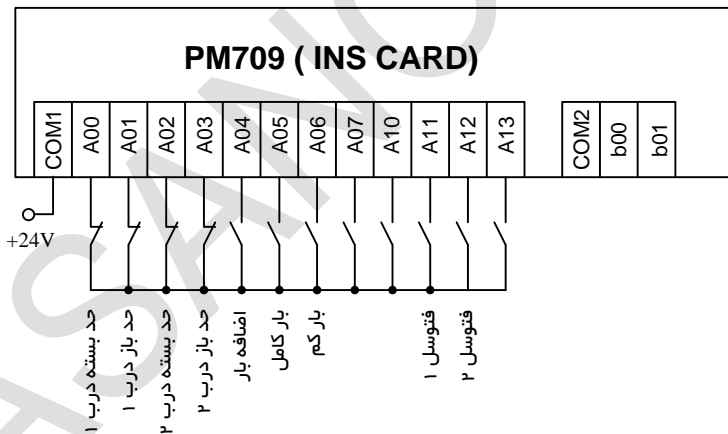 PM709 ( INS CARD)
COM1
A00
A01
A02
A03
A04
A05
A06
A07
A10
A11
A12
A13
COM2
b00
b01
+24V
حد بسته درب ۱
حد باز درب ۱
حد بسته درب ۲
حد باز درب ۲
اضافه بار
بار کامل
بار کم
فتوسل ۱
فتوسل ۲